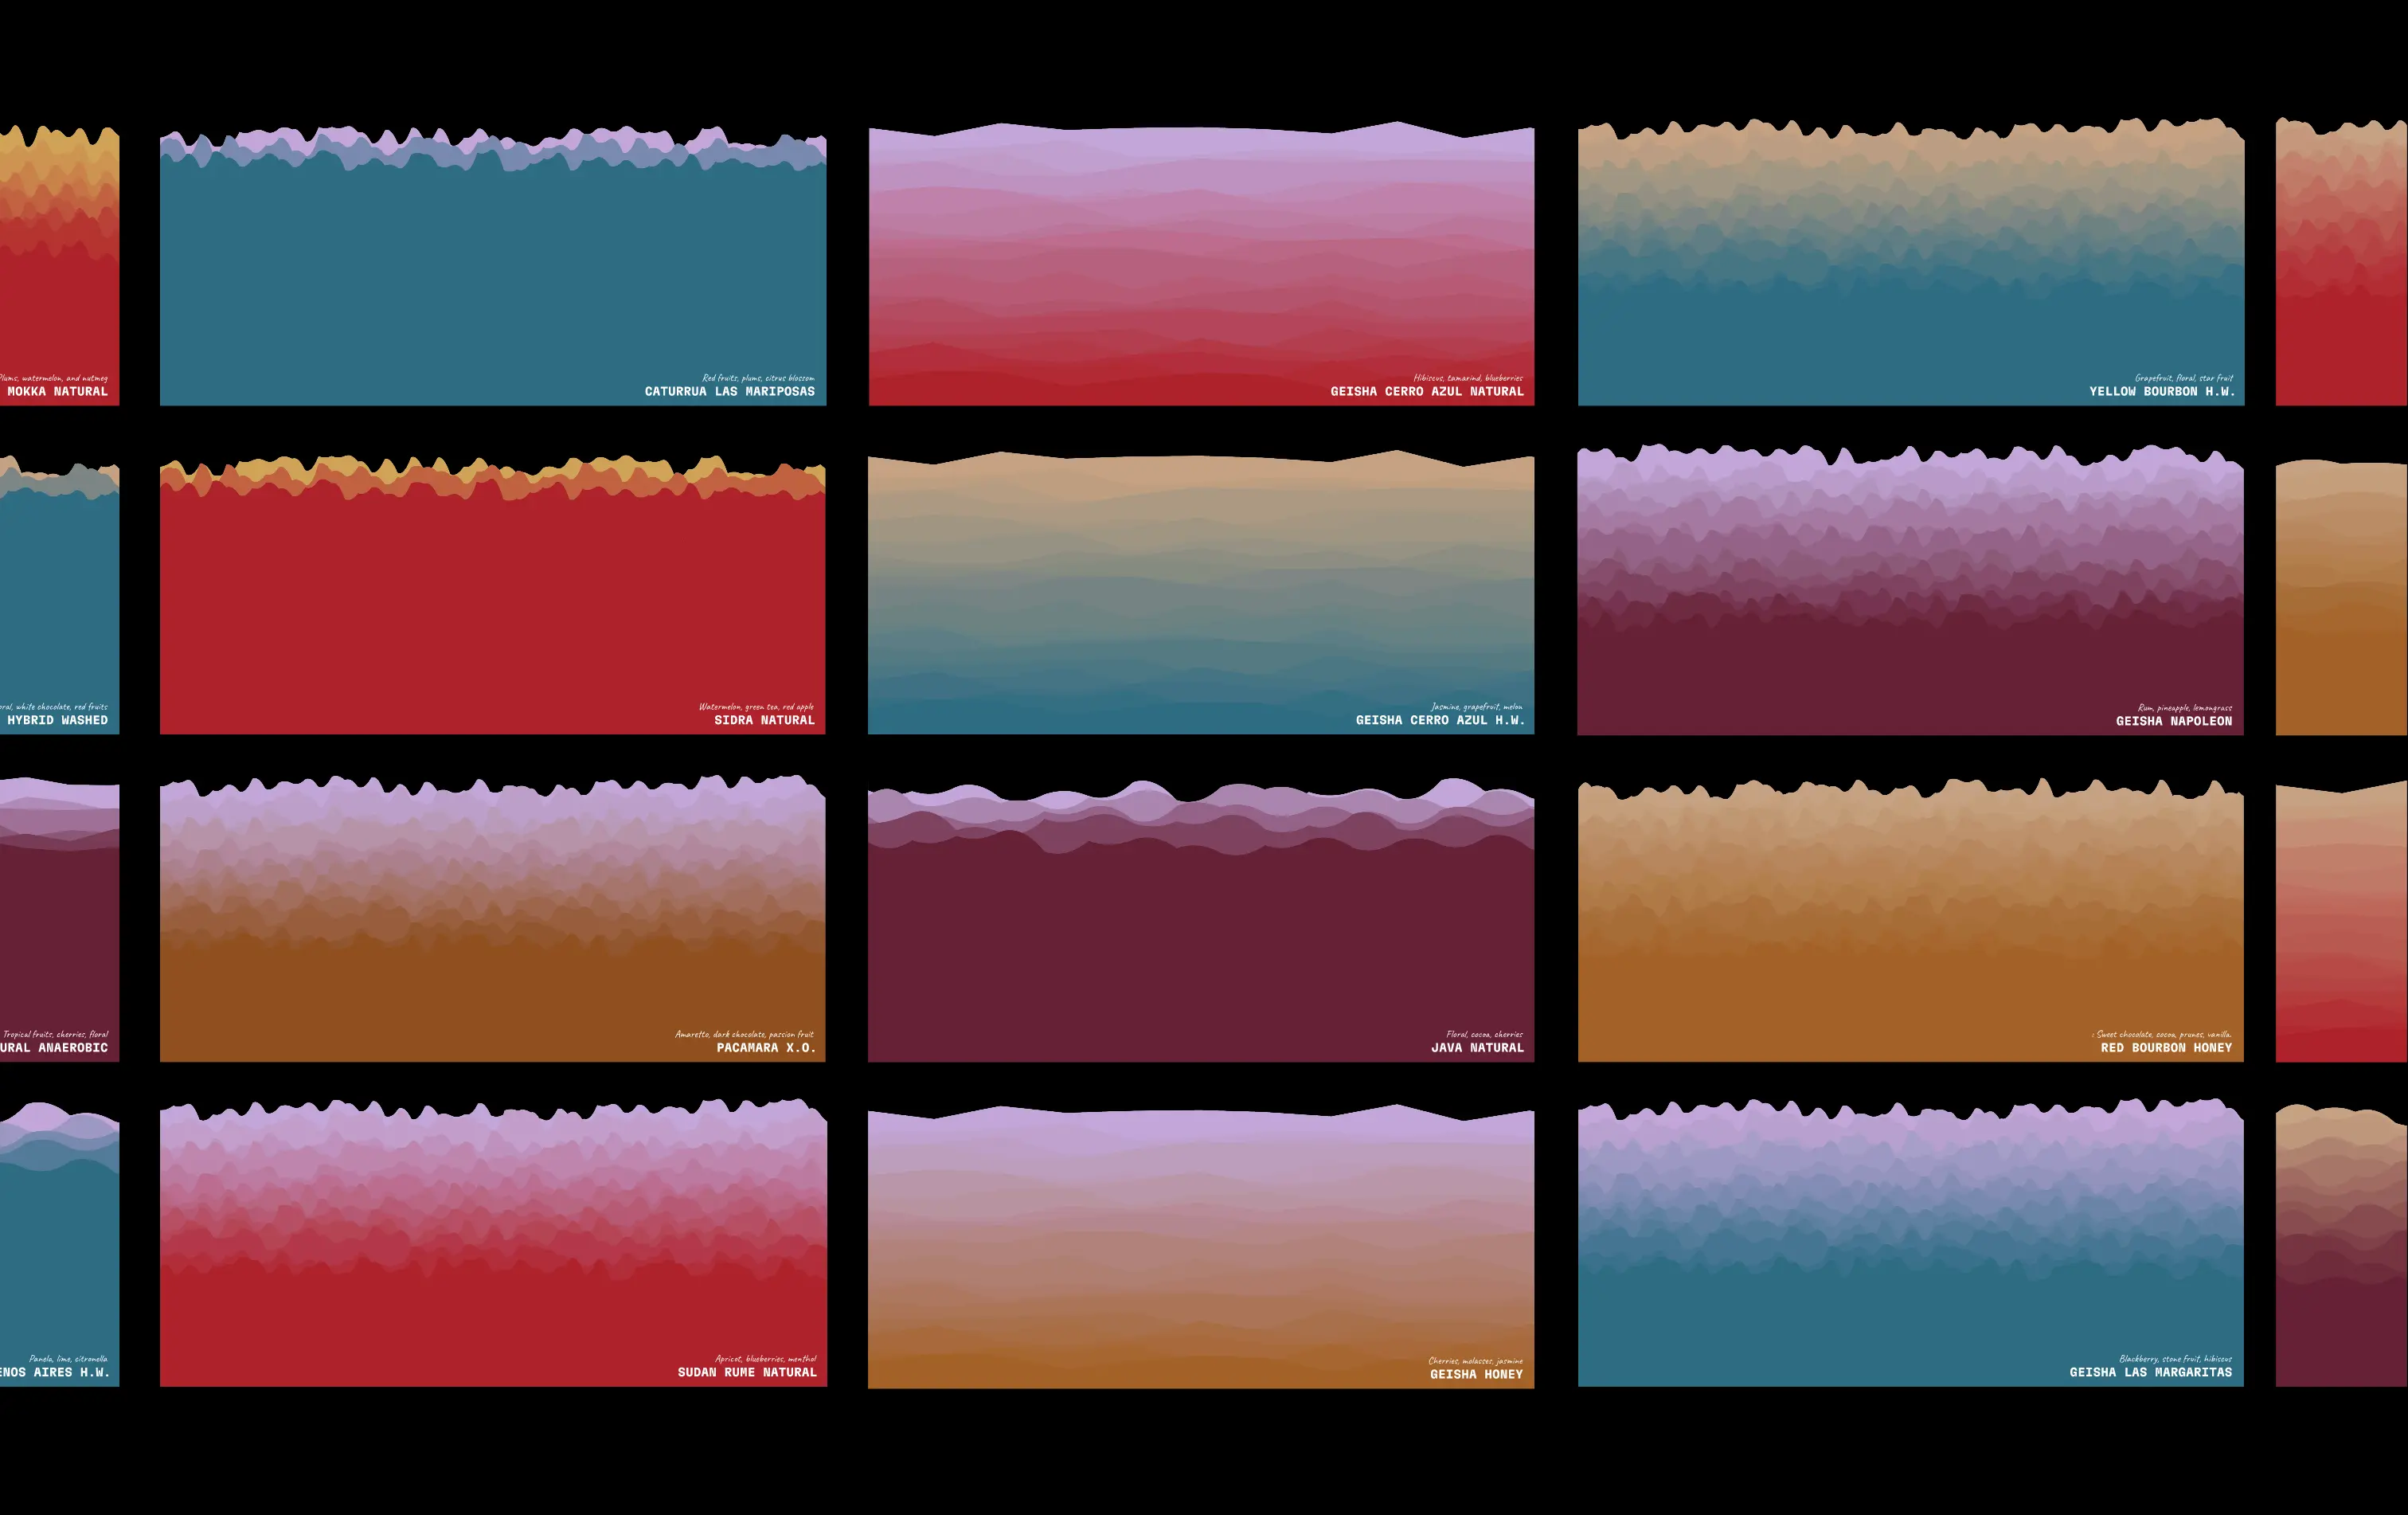 Plums, watermelon, and nutmeg
MOKKA NATURAL
Red fruits, plums, citrus blossom
CATURRUA LAS MARIPOSAS
Hibiscus, tamarind, blueberries
GEISHA CERRO AZUL NATURAL
Grapefruit, floral, star fruit
YELLOW BOURBON H.W.
white chocolate, red fruits
HYBRID WASHED
Watermelon, green tea, red apple
SIDRA NATURAL
Jasmine, grapefruit, melon
GEISHA CERRO AZUL H.W.
Rum, pineapple, lemongrass
GEISHA NAPOLEON
Tropical fruits, cherries, floral
URAL ANAEROBIC
Amaretto, dark chocolate, passion fruit
PACAMARA X.O.
Floral, cocoa, cherries
JAVA NATURAL
: Sweet chocolate, cocoa, prunes, vanilla.
RED BOURBON HONEY
Panela, lime, citronella
ENOS AIRES H.W.
Apricot, blueberries, menthol
SUDAN RUME NATURAL
Cherries, molasses, jasmine
GEISHA HONEY
Blackberry, stone fruit, hibiscus
GEISHA LAS MARGARITAS